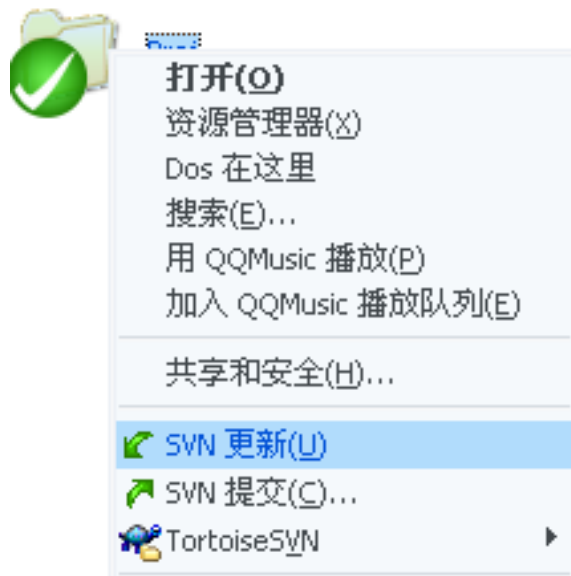 打开(O)
资源管理器(X)
Dos 在这里
搜索(E)...
用 QQMusic 播放(P)
加入 QQMusic 播放队列(E)
共享和安全(H)...
SVN 更新(U)
SVN 提交(C)...
TortoiseSVN